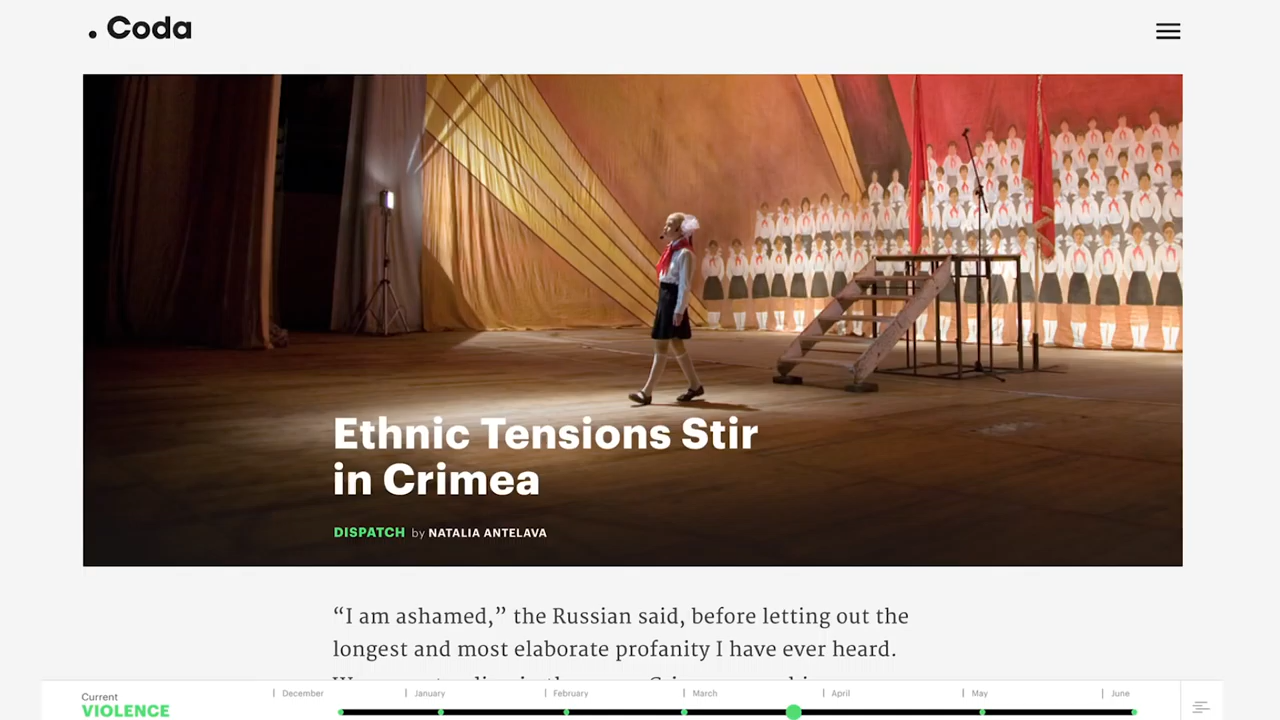 . Coda
Ethnic Tensions Stir
in Crimea
DISPATCH by NATALIA ANTELAVA
“I am ashamed,” the Russian said, before letting out the
longest and most elaborate profanity I have ever heard.
Current
VIOLENCE
December
January
February
March
April
May
June